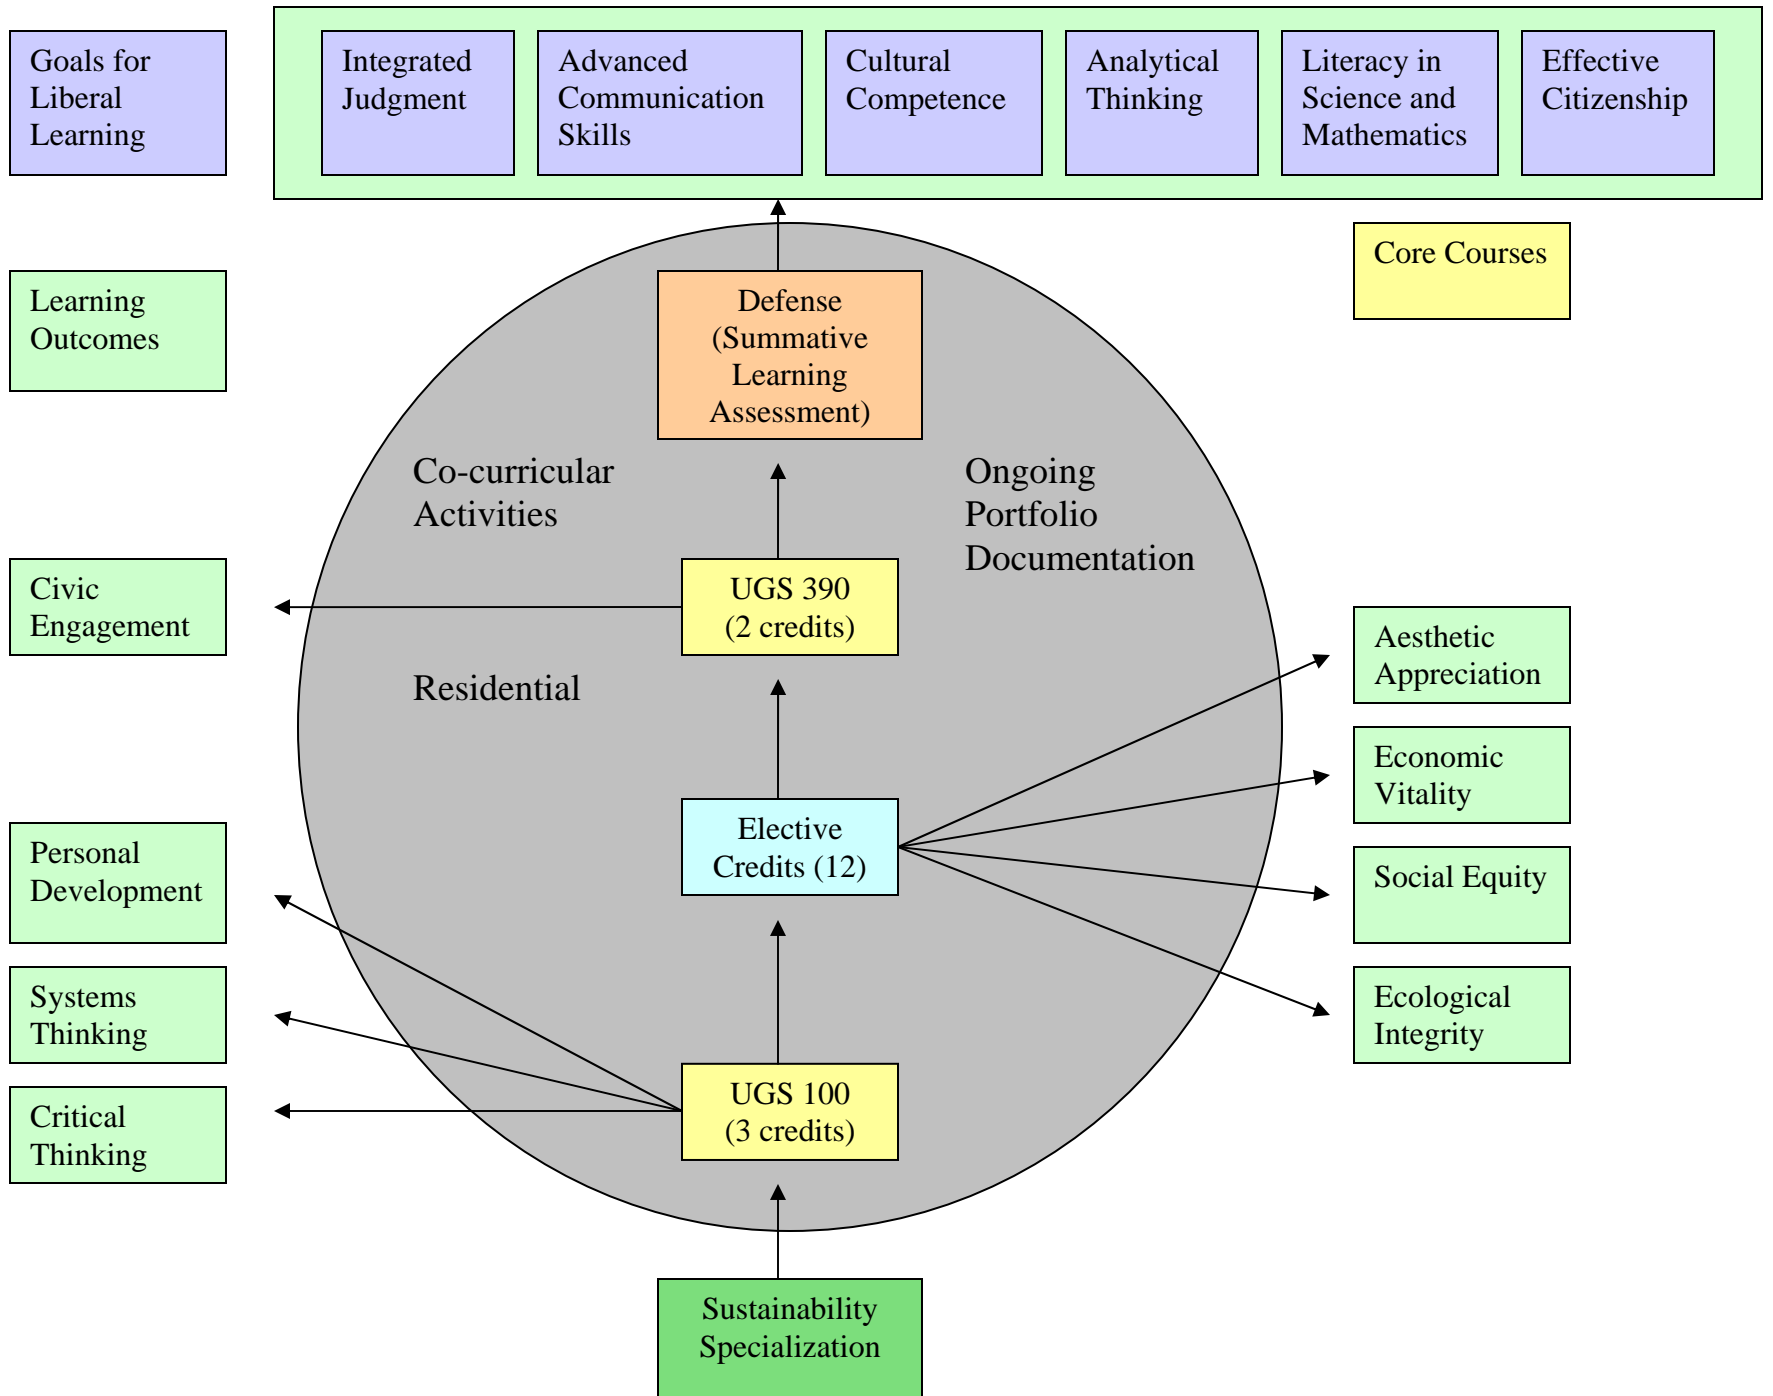 Goals for
Liberal
Learning
Integrated
Judgment
Advanced
Communication
Skills
Cultural
Competence
Analytical
Thinking
Literacy in
Science and
Mathematics
Effective
Citizenship
Core Courses
Learning
Outcomes
Defense
(Summative
Learning
Assessment)
Co-curricular
Activities
Ongoing
Portfolio
Documentation
Civic
Engagement
UGS 390
(2 credits)
Residential
Aesthetic
Appreciation
Economic
Vitality
Elective
Credits (12)
Personal
Development
Social Equity
Systems
Thinking
Ecological
Integrity
Critical
Thinking
UGS 100
(3 credits)
Sustainability
Specialization